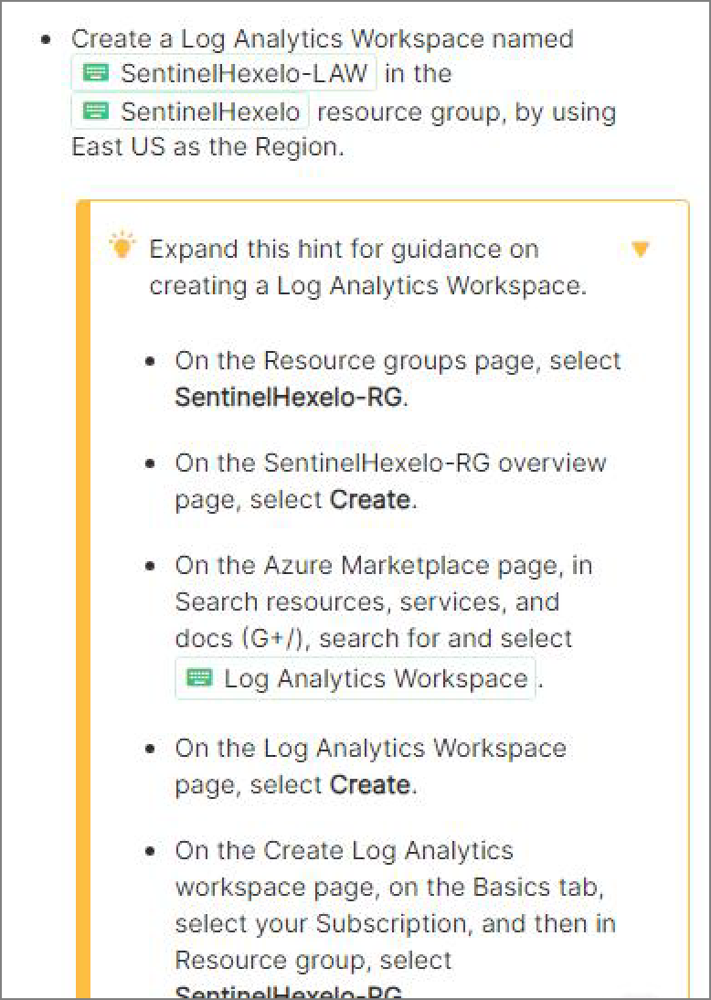 Create a Log Analytics Workspace named
SentinelHexelo-LAW in the
SentinelHexelo resource group, by using
East US as the Region.
Expand this hint for guidance on
creating a Log Analytics Workspace.
On the Resource groups page, select
SentinelHexelo-RG.
On the SentinelHexelo-RG overview
page, select Create.
On the Azure Marketplace page, in
Search resources, services, and
docs (G+/), search for and select
Log Analytics Workspace.
On the Log Analytics Workspace
page, select Create.
On the Create Log Analytics
workspace page, on the Basics tab,
select your Subscription, and then in
Resource group, select
SentinelHexelo-RG